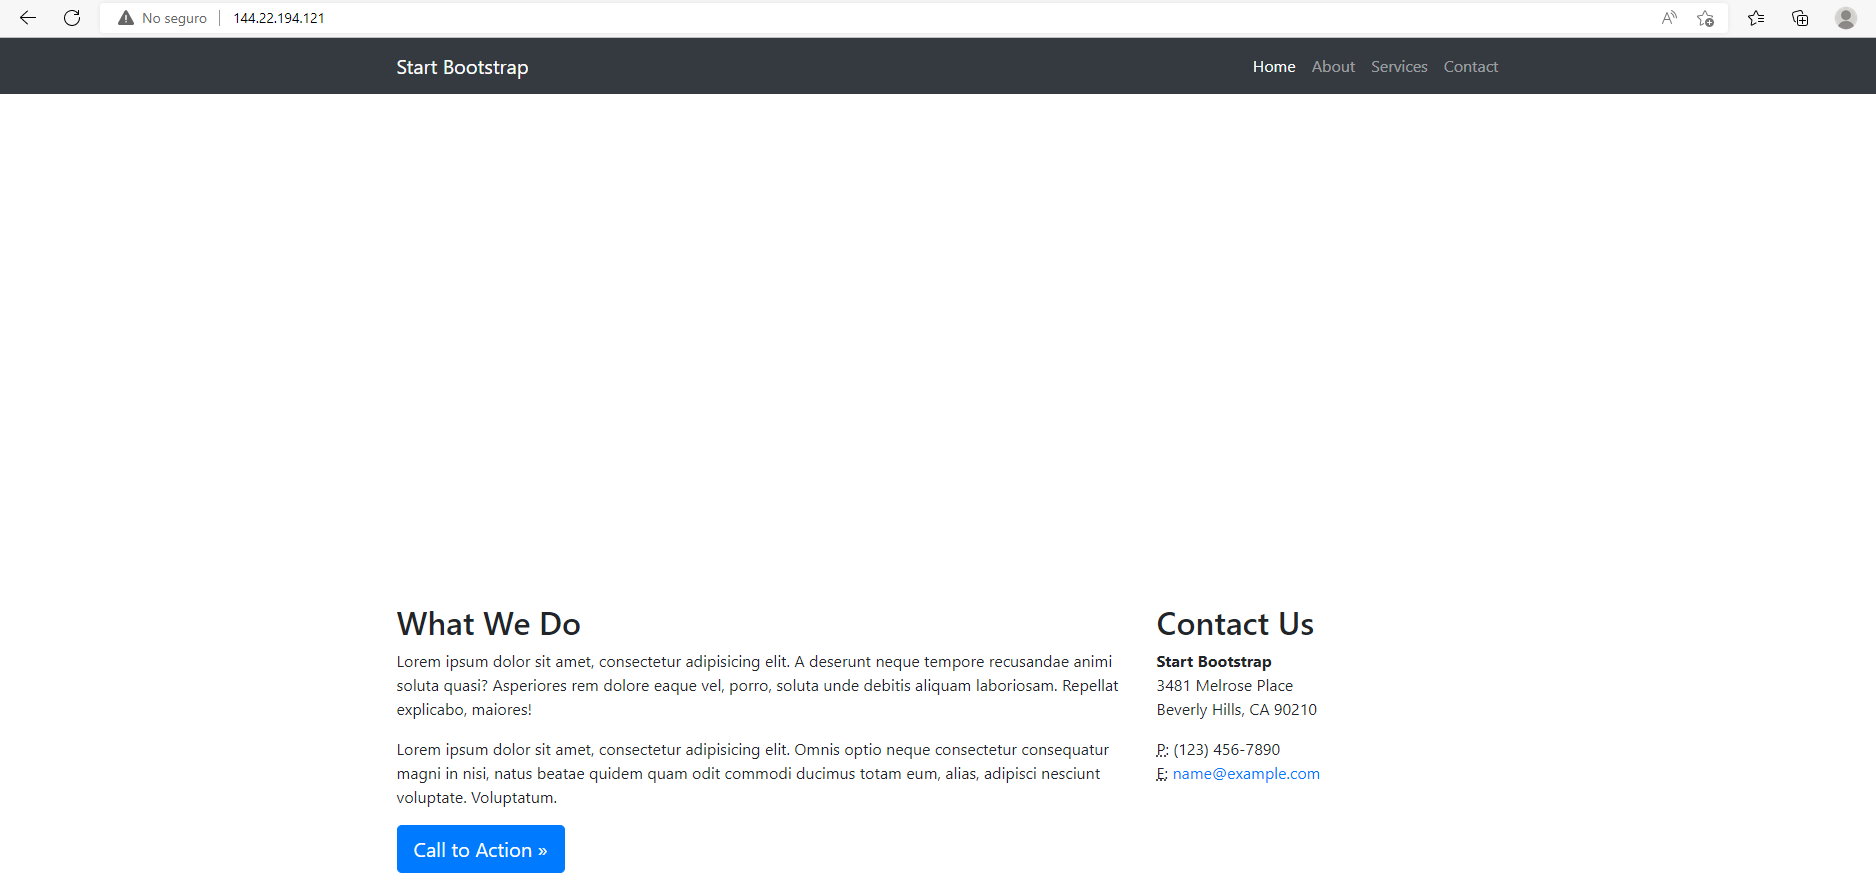 No seguro 144.22.194.121
Start Bootstrap
Home About Services Contact
What We Do
Lorem ipsum dolor sit amet, consectetur adipisicing elit. A deserunt neque tempore recusandae animi
soluta quasi? Asperiores rem dolore eaque vel, porro, soluta unde debitis aliquam laboriosam. Repellat
explicabo, maiores!
Lorem ipsum dolor sit amet, consectetur adipisicing elit. Omnis optio neque consectetur consequatur
magni in nisi, natus beatae quidem quam odit commodi ducimus totam eum, alias, adipisci nesciunt
voluptate. Voluptatum.
Call to Action »
Contact Us
Start Bootstrap
3481 Melrose Place
Beverly Hills, CA 90210
P: (123) 456-7890
E: name@example.com